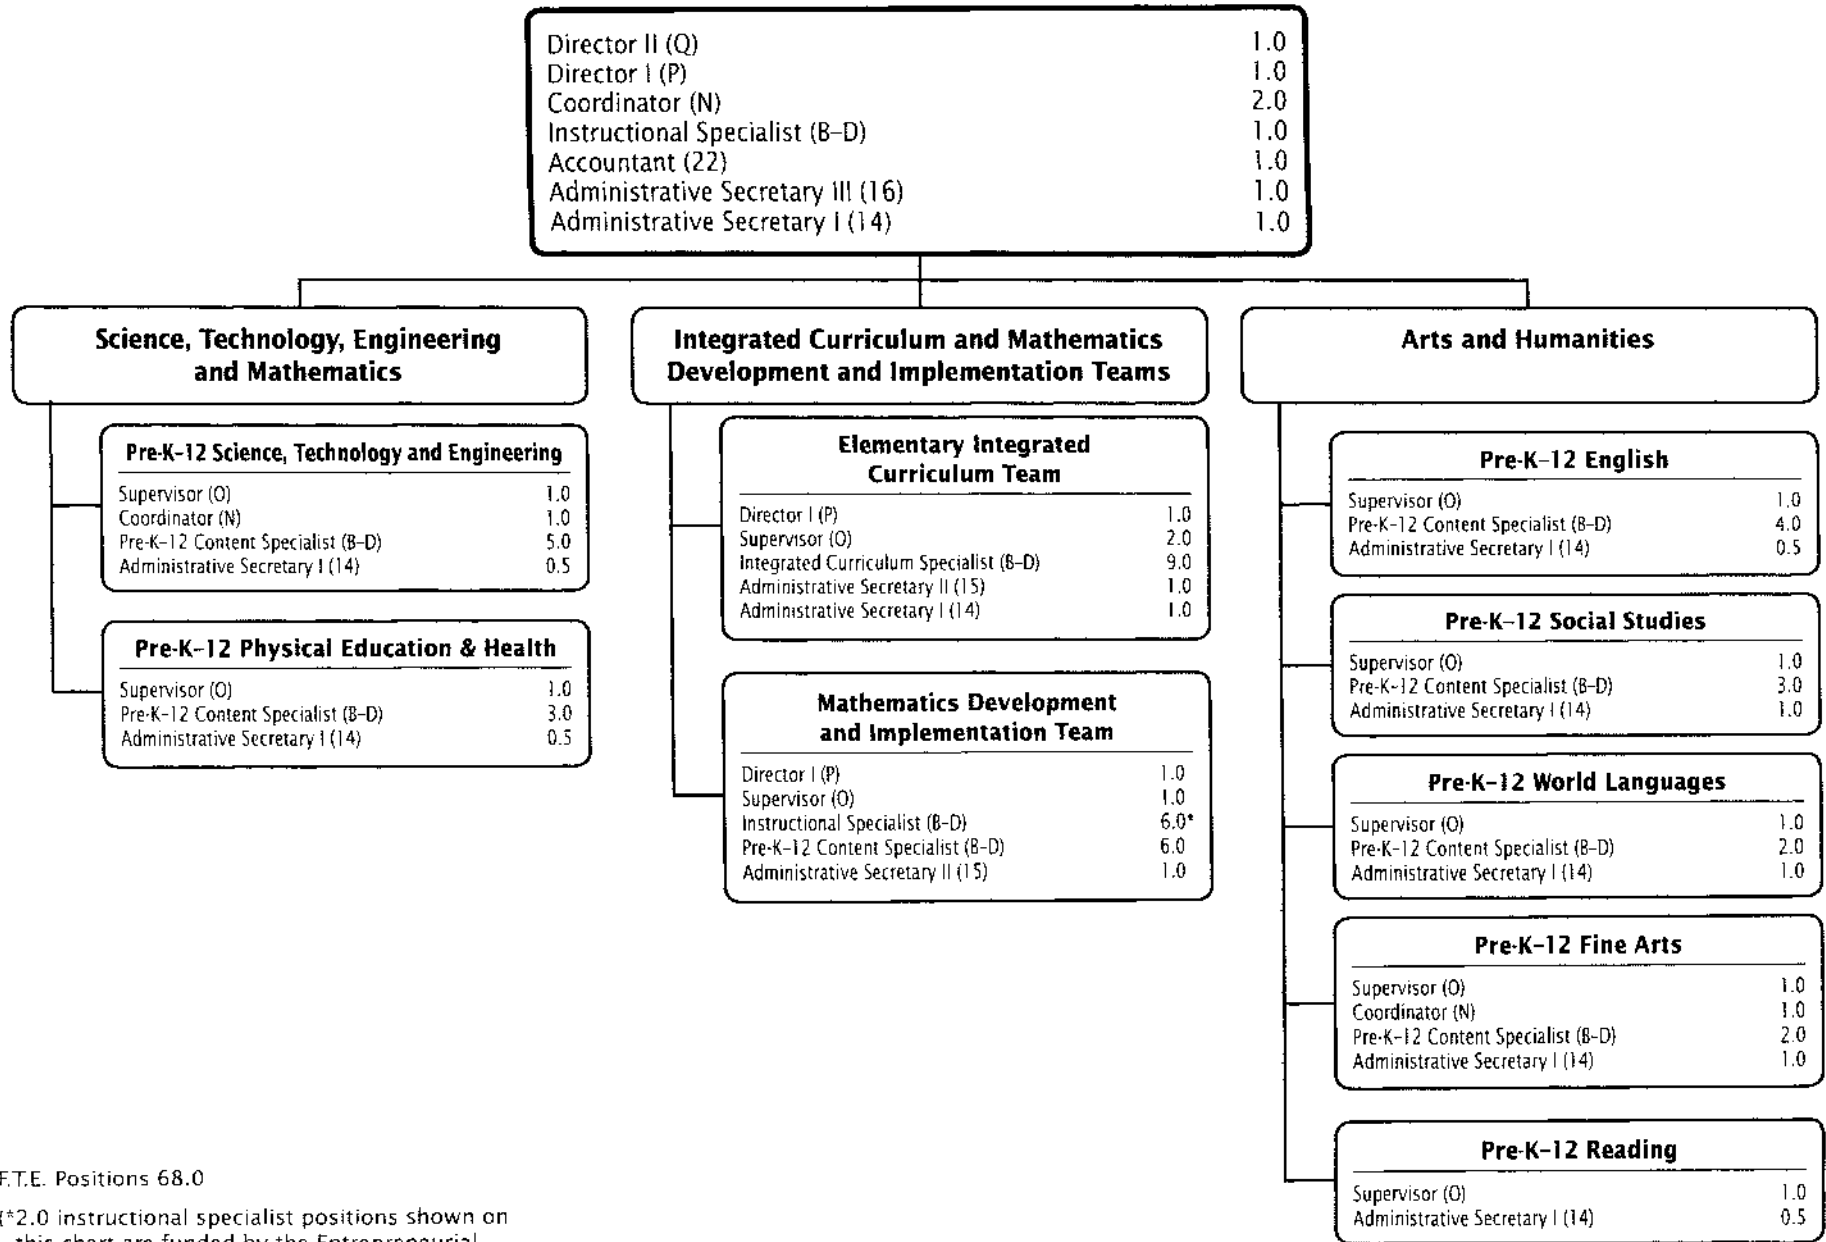 Director II (Q) 1.0
Director I (P) 1.0
Coordinator (N) 2.0
Instructional Specialist (B–D) 1.0
Accountant (22) 1.0
Administrative Secretary III (16) 1.0
Administrative Secretary I (14) 1.0
Science, Technology, Engineering
and Mathematics
Pre-K–12 Science, Technology and Engineering
Supervisor (O) 1.0
Coordinator (N) 1.0
Pre-K–12 Content Specialist (B–D) 5.0
Administrative Secretary I (14) 0.5
Pre-K–12 Physical Education & Health
Supervisor (O) 1.0
Pre-K–12 Content Specialist (B–D) 3.0
Administrative Secretary I (14) 0.5
Integrated Curriculum and Mathematics
Development and Implementation Teams
Elementary Integrated
Curriculum Team
Director I (P) 1.0
Supervisor (O) 2.0
Integrated Curriculum Specialist (B–D) 9.0
Administrative Secretary II (15) 1.0
Administrative Secretary I (14) 1.0
Mathematics Development
and Implementation Team
Director I (P) 1.0
Supervisor (O) 1.0
Instructional Specialist (B–D) 6.0*
Pre-K–12 Content Specialist (B–D) 6.0
Administrative Secretary II (15) 1.0
Arts and Humanities
Pre-K–12 English
Supervisor (O) 1.0
Pre-K–12 Content Specialist (B–D) 4.0
Administrative Secretary I (14) 0.5
Pre-K–12 Social Studies
Supervisor (O) 1.0
Pre-K–12 Content Specialist (B–D) 3.0
Administrative Secretary I (14) 1.0
Pre-K–12 World Languages
Supervisor (O) 1.0
Pre-K–12 Content Specialist (B–D) 2.0
Administrative Secretary I (14) 1.0
Pre-K–12 Fine Arts
Supervisor (O) 1.0
Coordinator (N) 1.0
Pre-K–12 Content Specialist (B–D) 2.0
Administrative Secretary I (14) 1.0
Pre-K–12 Reading
Supervisor (O) 1.0
Administrative Secretary I (14) 0.5
F.T.E. Positions 68.0
(*2.0 instructional specialist positions shown on
this chart are funded by the Entrepreneurial